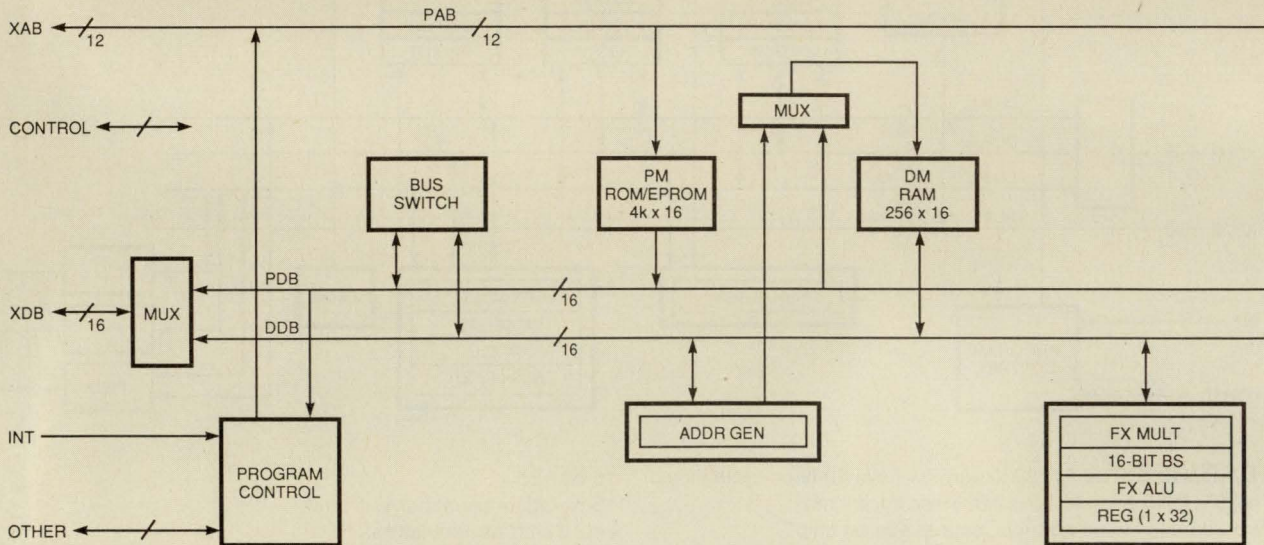 XAB
12
PAB
12
CONTROL
MUX
BUS
SWITCH
PM
ROM/EPROM
4k x 16
DM
RAM
256 x 16
PDB
16
XDB
16
MUX
DDB
16
INT
PROGRAM
CONTROL
OTHER
ADDR GEN
FX MULT
16-BIT BS
FX ALU
REG (1 x 32)